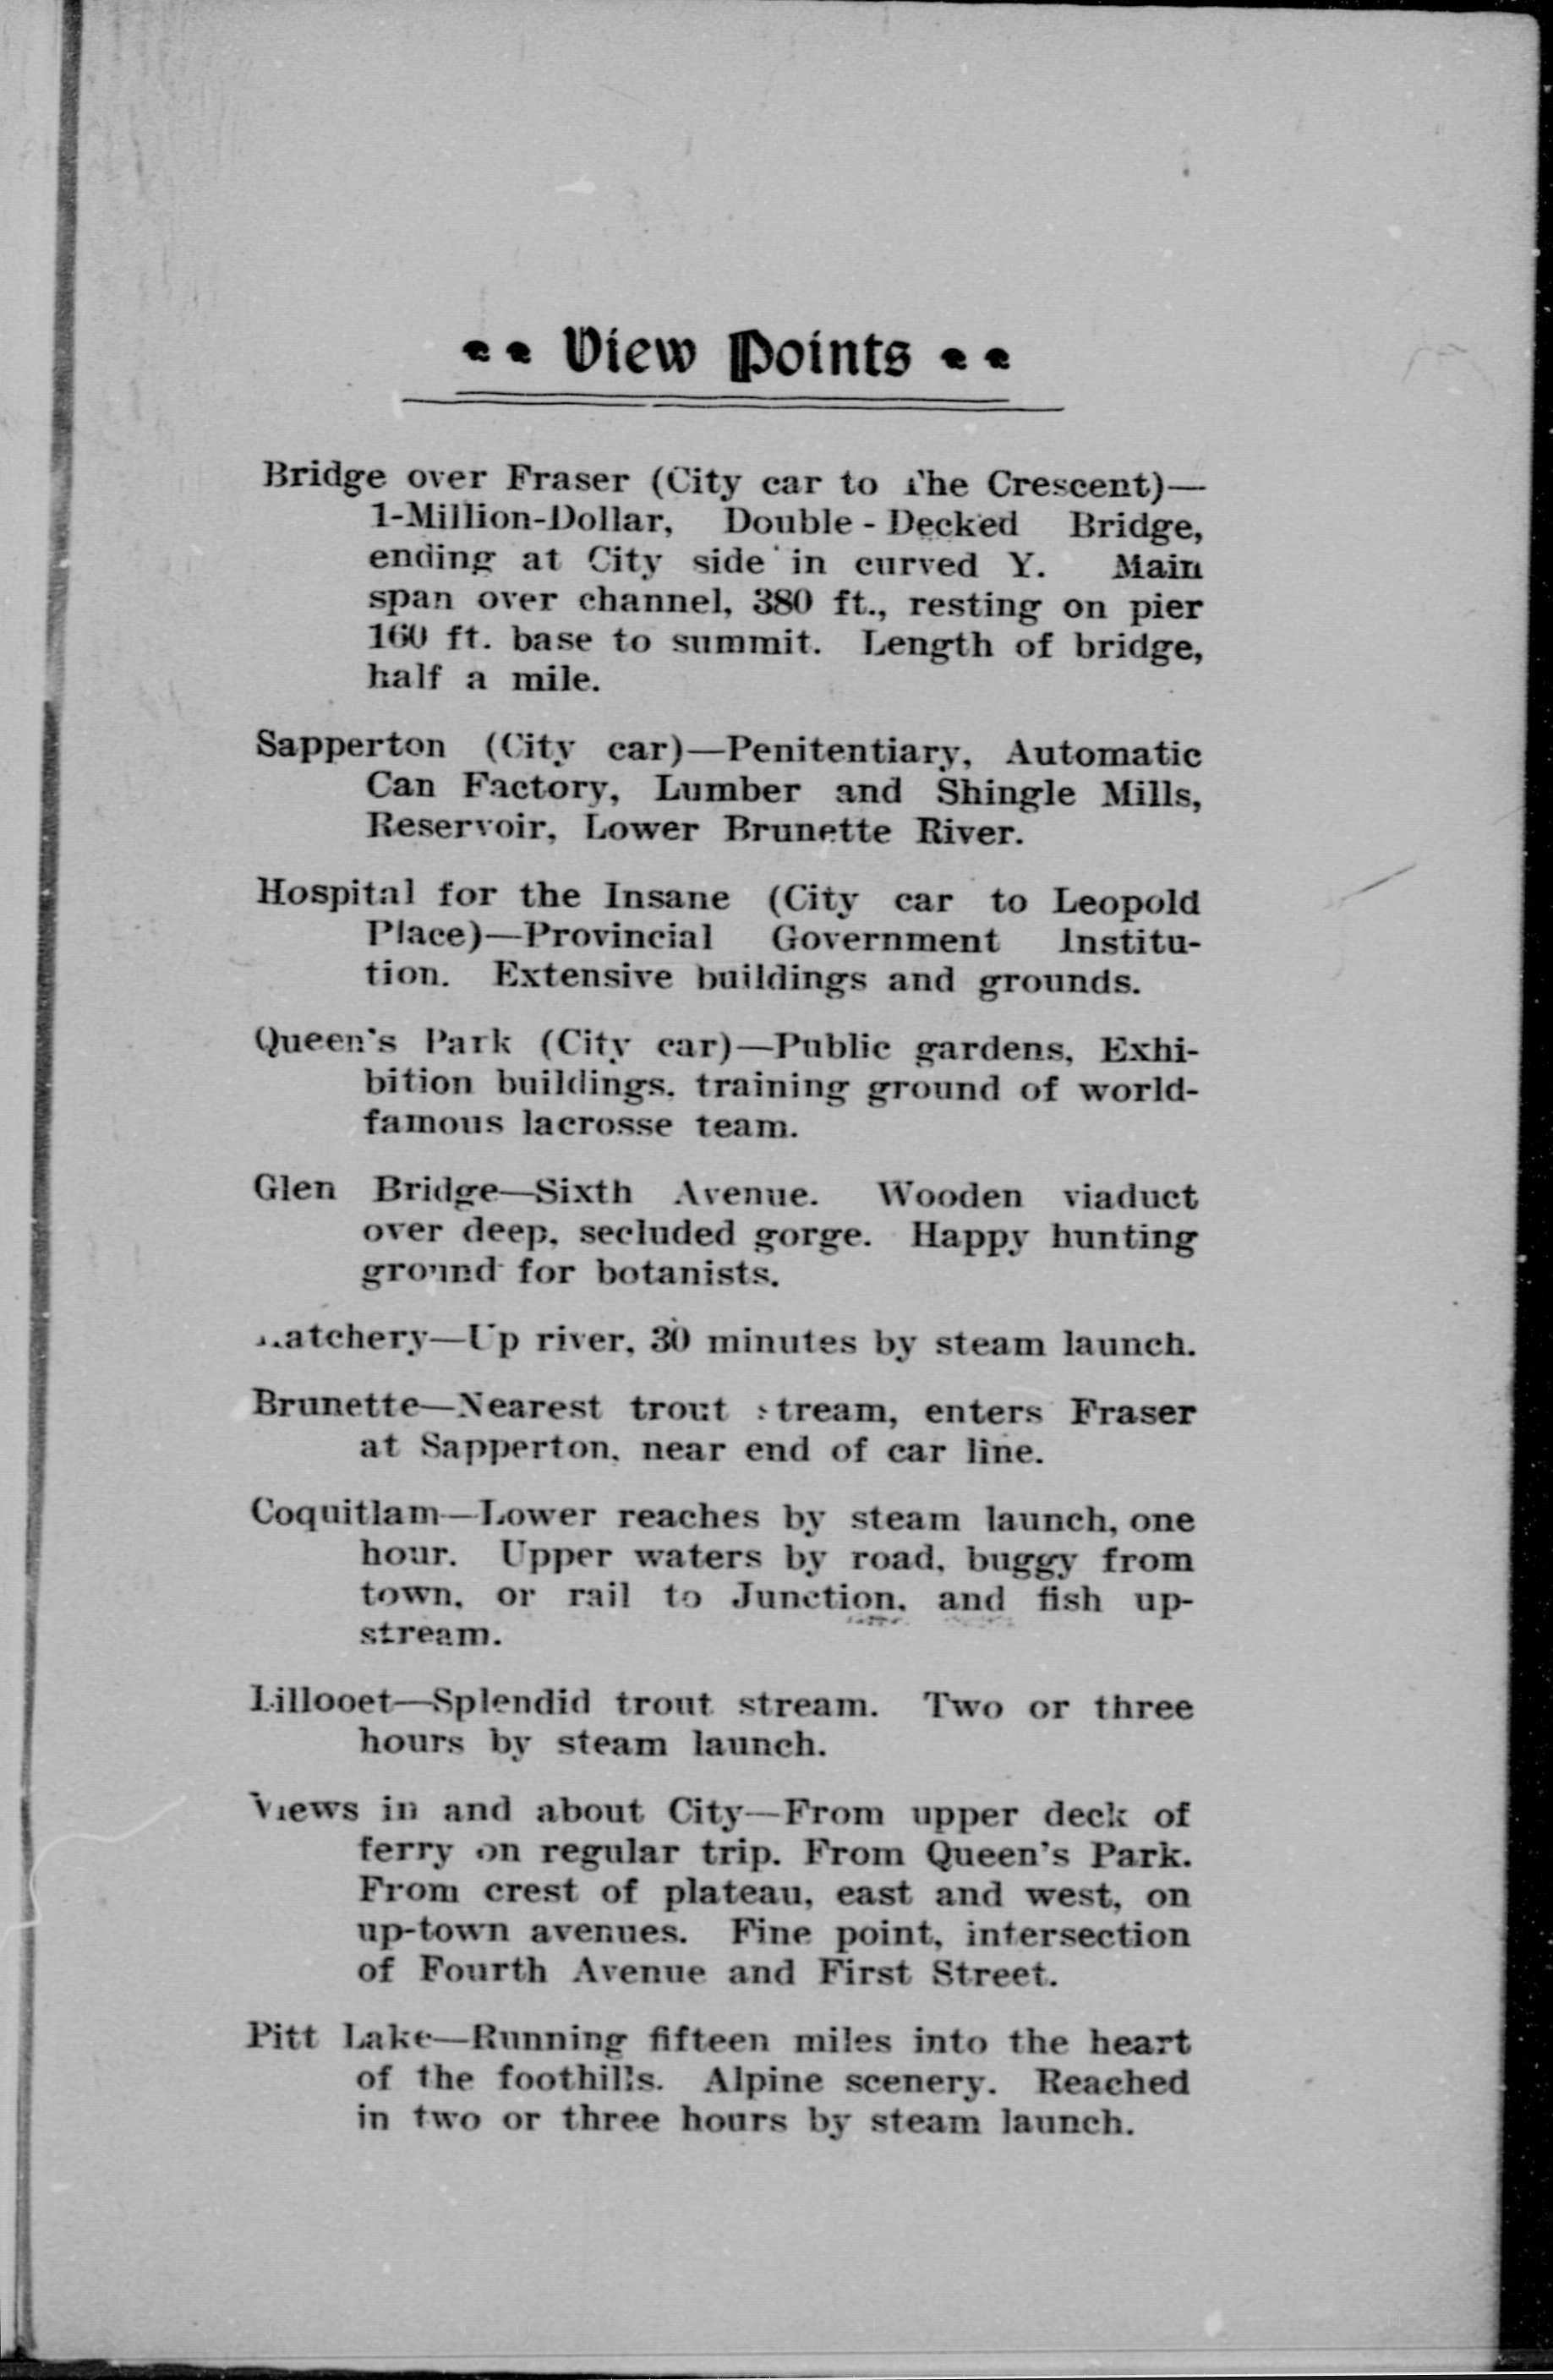 View Points
Bridge over Fraser (City car to The Crescent)—
1-Million-Dollar, Double - Decked Bridge,
ending at City side in curved Y. Main
span over channel, 380 ft., resting on pier
160 ft. base to summit. Length of bridge,
half a mile.
Sapperton (City car)—Penitentiary, Automatic
Can Factory, Lumber and Shingle Mills,
Reservoir, Lower Brunette River.
Hospital for the Insane (City car to Leopold
Place)—Provincial Government Institu-
tion. Extensive buildings and grounds.
Queen's Park (City car)—Public gardens, Exhi-
bition buildings, training ground of world-
famous lacrosse team.
Glen Bridge—Sixth Avenue. Wooden viaduct
over deep, secluded gorge. Happy hunting
ground for botanists.
Hatchery—Up river, 30 minutes by steam launch.
Brunette—Nearest trout stream, enters Fraser
at Sapperton, near end of car line.
Coquitlam—Lower reaches by steam launch, one
hour. Upper waters by road, buggy from
town, or rail to Junction, and fish up-
stream.
Lillooet—Splendid trout stream. Two or three
hours by steam launch.
Views in and about City—From upper deck of
ferry on regular trip. From Queen's Park.
From crest of plateau, east and west, on
up-town avenues. Fine point, intersection
of Fourth Avenue and First Street.
Pitt Lake—Running fifteen miles into the heart
of the foothills. Alpine scenery. Reached
in two or three hours by steam launch.